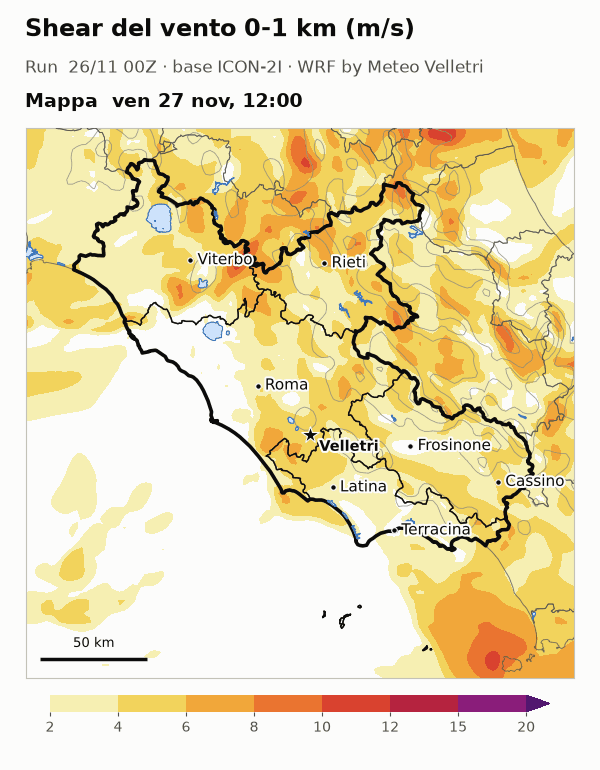 Shear del vento 0-1 km (m/s)
Run  26/11 00Z · base ICON-2I · WRF by Meteo Velletri
Mappa  ven 27 nov, 12:00
Viterbo
Rieti
Roma
Velletri
Frosinone
Cassino
Latina
Terracina
50 km
2 4 6 8 10 12 15 20